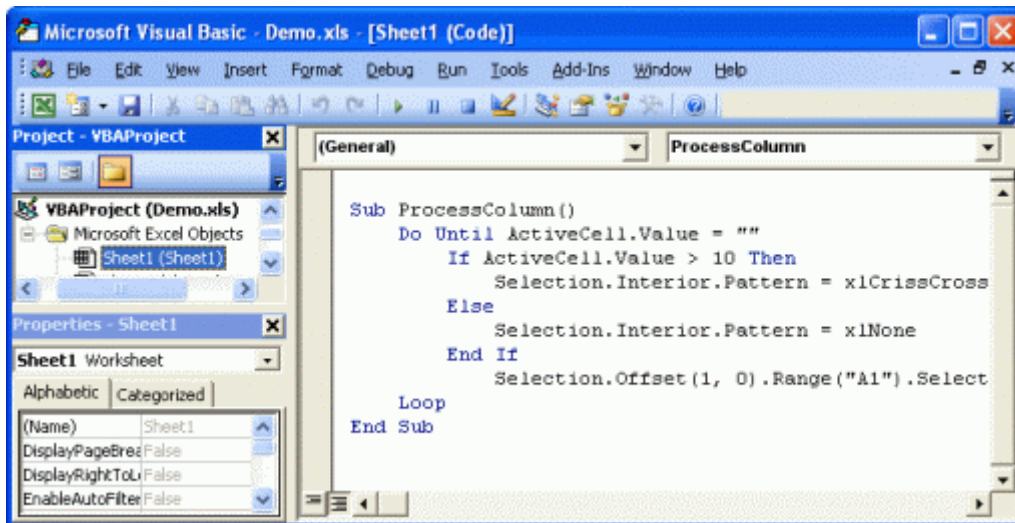 Microsoft Visual Basic - Demo.xls - [Sheet1 (Code)]
File Edit View Insert Format Debug Run Tools Add-Ins Window Help
Project - VBAProject
VBAProject (Demo.xls)
Microsoft Excel Objects
Sheet1 (Sheet1)
Properties - Sheet1
Sheet1 Worksheet
Alphabetic Categorized
(Name) Sheet1
DisplayPageBrea False
DisplayRightToL False
EnableAutoFilter False
(General) ProcessColumn
Sub ProcessColumn()
Do Until ActiveCell.Value = ""
If ActiveCell.Value > 10 Then
Selection.Interior.Pattern = xlCrissCross
Else
Selection.Interior.Pattern = xlNone
End If
Selection.Offset(1, 0).Range("A1").Select
Loop
End Sub